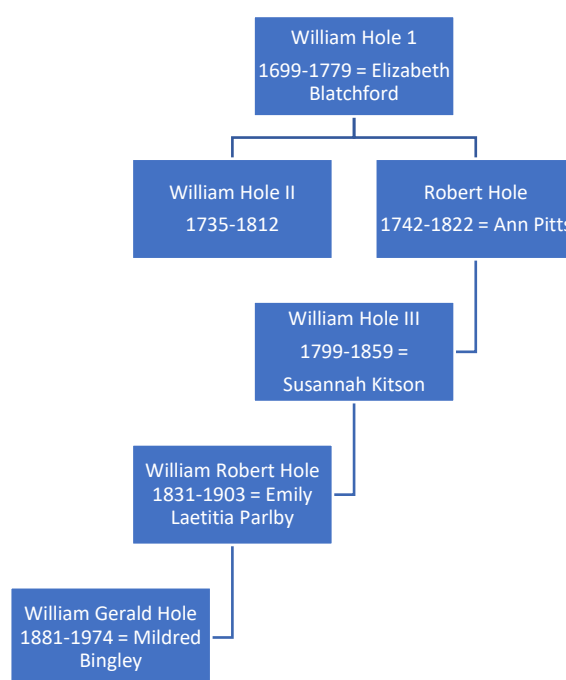 William Hole 1
1699-1779 = Elizabeth
Blatchford
William Hole II
1735-1812
Robert Hole
1742-1822 = Ann Pitts
William Hole III
1799-1859 =
Susannah Kitson
William Robert Hole
1831-1903 = Emily
Laetitia Parlby
William Gerald Hole
1881-1974 = Mildred
Bingley